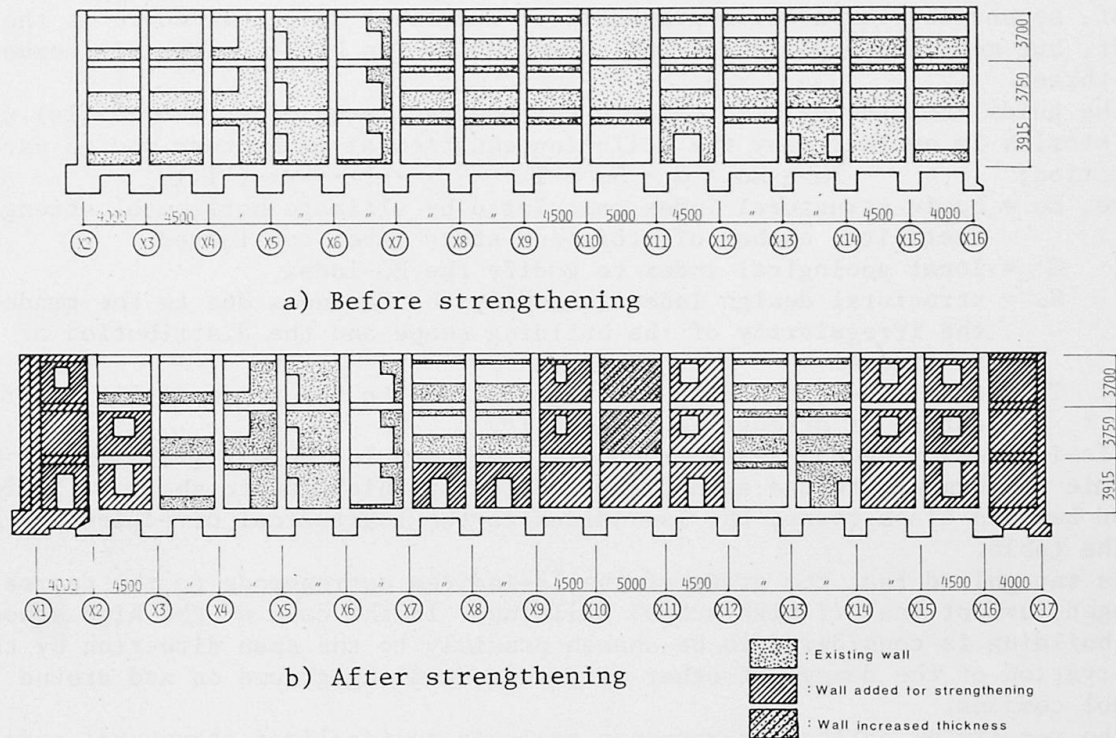 3700
3750
3915
4000 4500 " " " " " 4500 5000 4500 " " 4500 4000
X2 X3 X4 X5 X6 X7 X8 X9 X10 X11 X12 X13 X14 X15 X16
a) Before strengthening
3700
3750
3915
4000 4500 " " " " " " 4500 5000 4590 " " " 4500 4000
X1 X2 X3 X4 X5 X6 X7 X8 X9 X10 X11 X12 X13 X14 X15 X16 X17
b) After strengthening
: Existing wall
: Wall added for strengthening
: Wall increased thickness